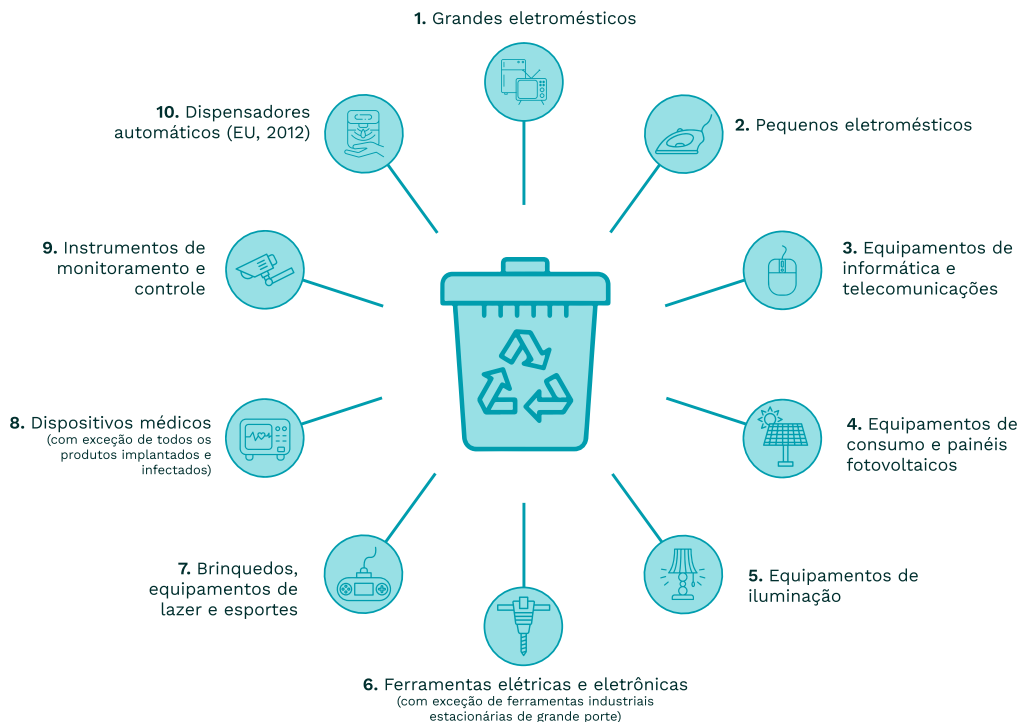 1. Grandes eletromésticos
2. Pequenos eletromésticos
3. Equipamentos de
informática e
telecomunicações
4. Equipamentos de
consumo e painéis
fotovoltaicos
5. Equipamentos de
iluminação
6. Ferramentas elétricas e eletrônicas
(com exceção de ferramentas industriais
estacionárias de grande porte)
7. Brinquedos,
equipamentos de
lazer e esportes
8. Dispositivos médicos
(com exceção de todos os
produtos implantados e
infectados)
9. Instrumentos de
monitoramento e
controle
10. Dispensadores
automáticos (EU, 2012)